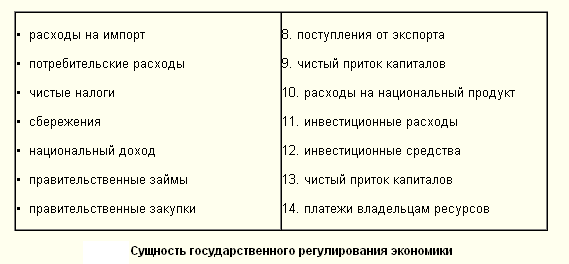 • расходы на импорт
• потребительские расходы
• чистые налоги
• сбережения
• национальный доход
• правительственные займы
• правительственные закупки
8. поступления от экспорта
9. чистый приток капиталов
10. расходы на национальный продукт
11. инвестиционные расходы
12. инвестиционные средства
13. чистый приток капиталов
14. платежи владельцам ресурсов
Сущность государственного регулирования экономики